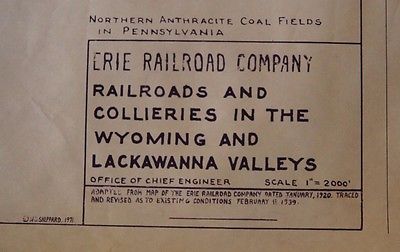 NORTHERN ANTHRACITE COAL FIELDS
IN PENNSYLVANIA
ERIE RAILROAD COMPANY
RAILROADS AND
COLLIERIES IN THE
WYOMING AND
LACKAWANNA VALLEYS
OFFICE OF CHIEF ENGINEER SCALE 1"= 2000'
ADAPTED FROM MAP OF THE ERIE RAILROAD COMPANY DATED JANUARY, 1920. TRACED
AND REVISED AS TO EXISTING CONDITIONS FEBRUARY 11 1939.
SHEPPARD, 1971